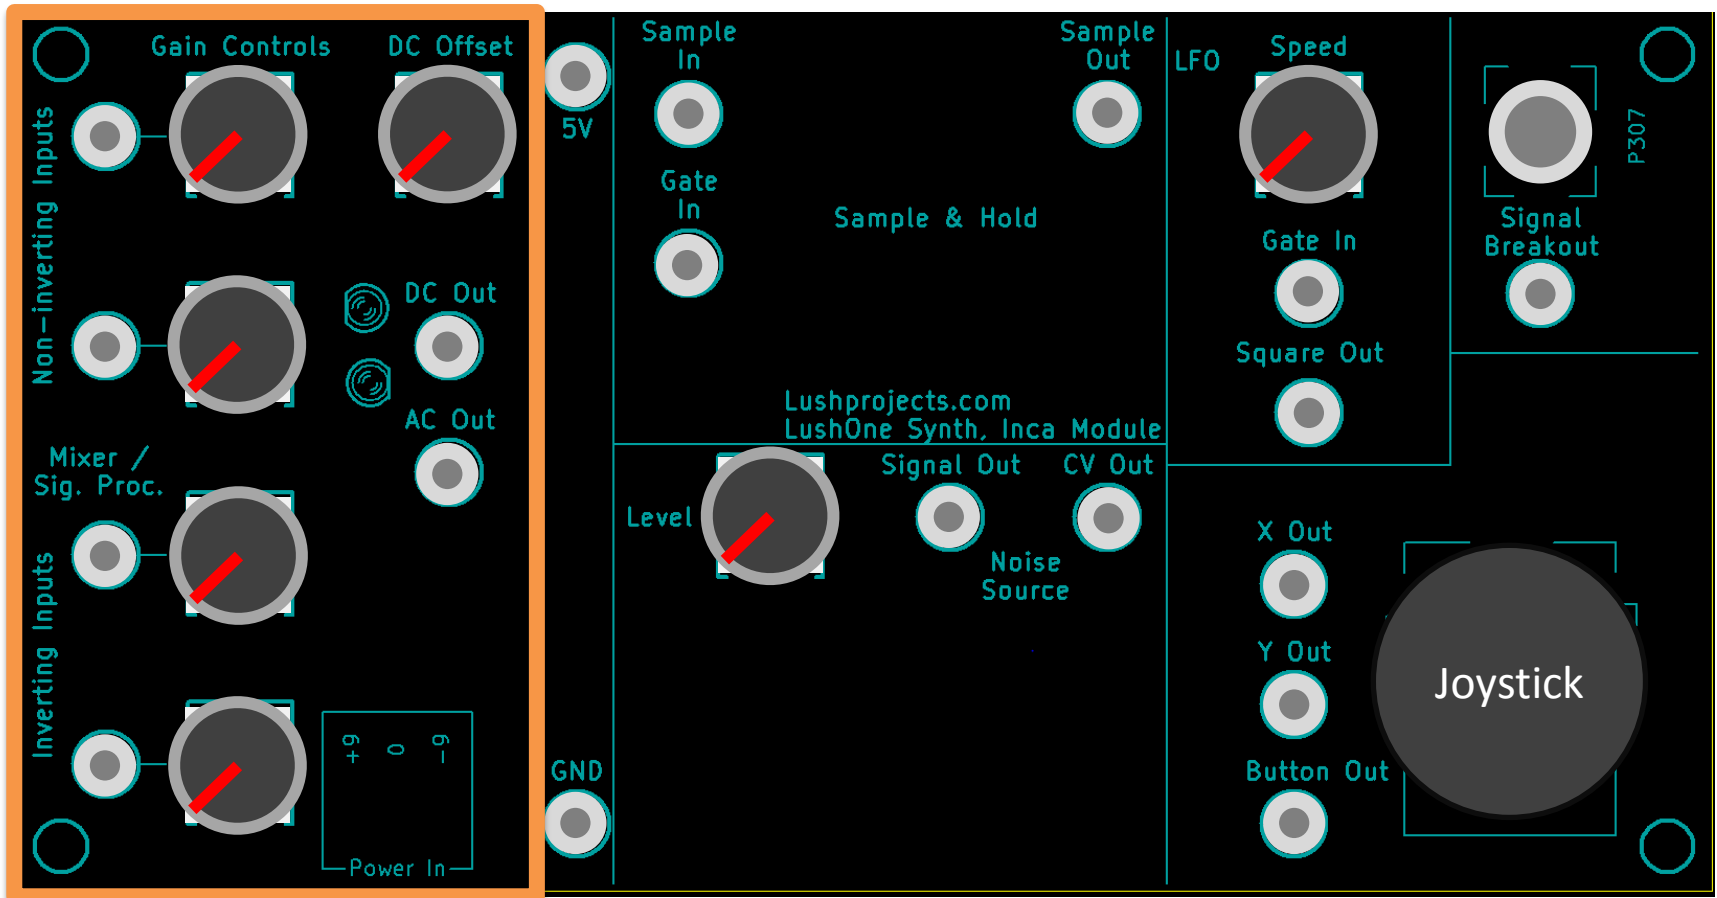 Gain Controls
DC Offset
Non-inverting Inputs
DC Out
AC Out
Mixer /
Sig. Proc.
Inverting Inputs
+9 0 -9
Power In
5V
GND
Sample
In
Sample
Out
Gate
In
Sample & Hold
Lushprojects.com
LushOne Synth, Inca Module
Level
Signal Out
CV Out
Noise
Source
LFO
Speed
Gate In
Square Out
P307
Signal
Breakout
X Out
Y Out
Button Out
Joystick